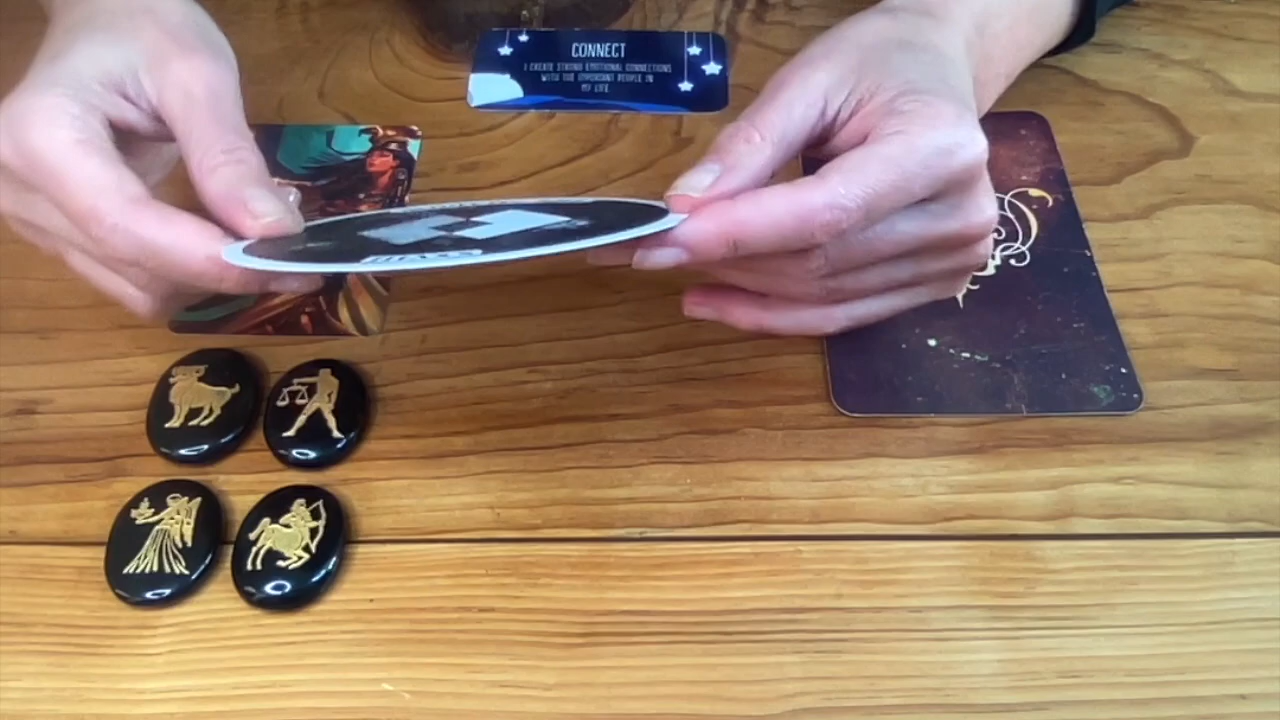 CONNECT
I CREATE STRONG EMOTIONAL CONNECTIONS
WITH THE IMPORTANT PEOPLE IN
MY LIFE